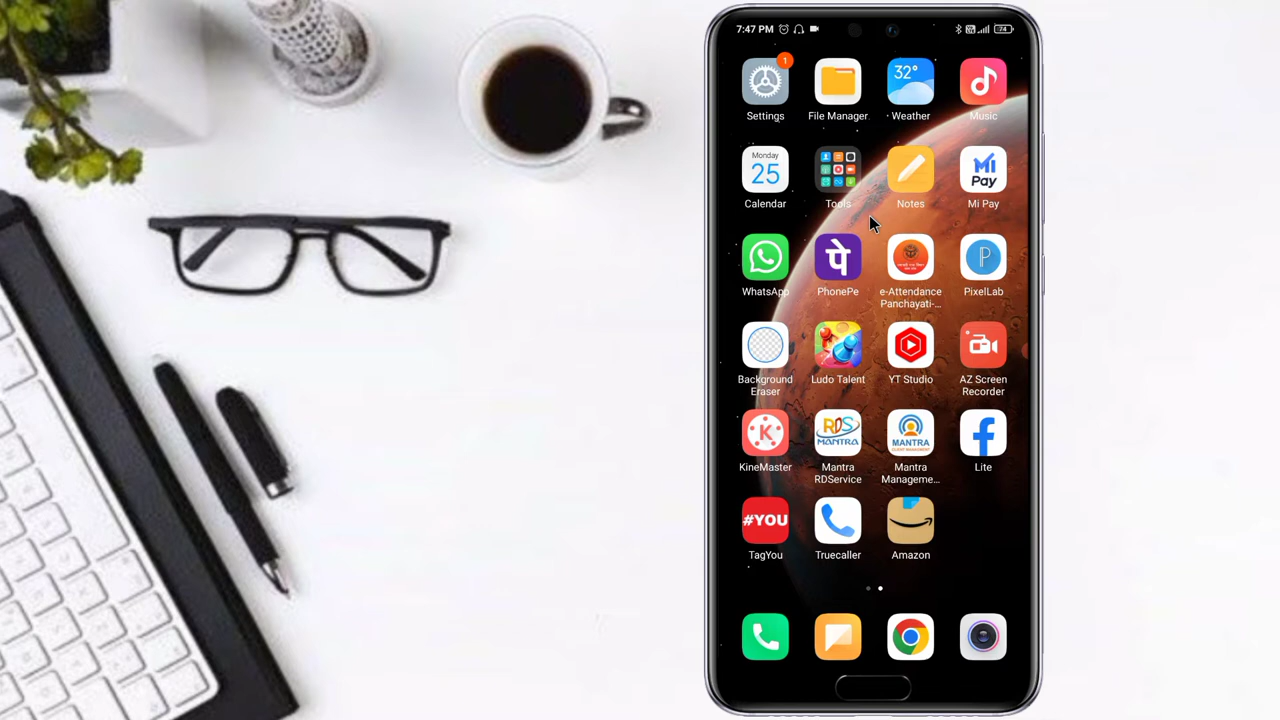 7:47 PM
74
1
32°
Settings
File Manager
Weather
Music
Monday
25
Mi
Pay
Calendar
Tools
Notes
Mi Pay
पे
P
WhatsApp
PhonePe
e-Attendance
Panchayati-...
PixelLab
Background
Eraser
Ludo Talent
YT Studio
AZ Screen
Recorder
K
RDS
MANTRA
MANTRA
KineMaster
Mantra
RDService
Mantra
Manageme...
Lite
#YOU
TagYou
Truecaller
Amazon